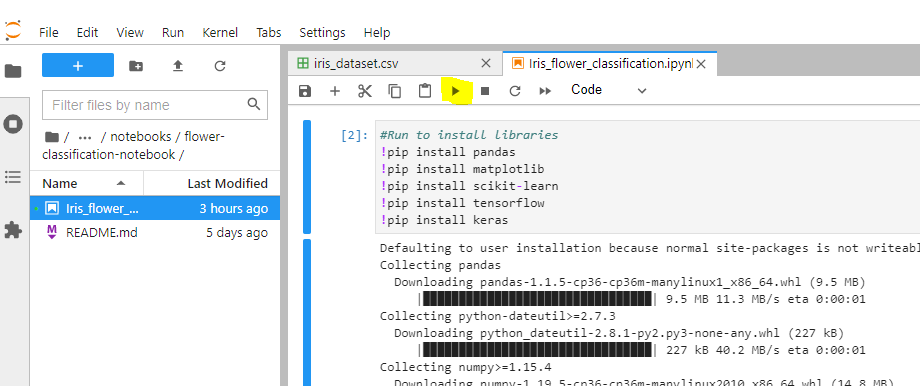 File Edit View Run Kernel Tabs Settings Help
Filter files by name
/ ... / notebooks / flower-
classification-notebook /
Name Last Modified
Iris_flower_... 3 hours ago
README.md 5 days ago
iris_dataset.csv
Iris_flower_classification.ipynb
Code
[2]: #Run to install libraries
!pip install pandas
!pip install matplotlib
!pip install scikit-learn
!pip install tensorflow
!pip install keras
Defaulting to user installation because normal site-packages is not writeabl
Collecting pandas
Downloading pandas-1.1.5-cp36-cp36m-manylinux1_x86_64.whl (9.5 MB)
|████████████████████████████████| 9.5 MB 11.3 MB/s eta 0:00:01
Collecting python-dateutil>=2.7.3
Downloading python_dateutil-2.8.1-py2.py3-none-any.whl (227 kB)
|████████████████████████████████| 227 kB 40.2 MB/s eta 0:00:01
Collecting numpy>=1.15.4
Downloading numpy-1.19.5-cp36-cp36m-manylinux2010_x86_64.whl (14.8 MB)